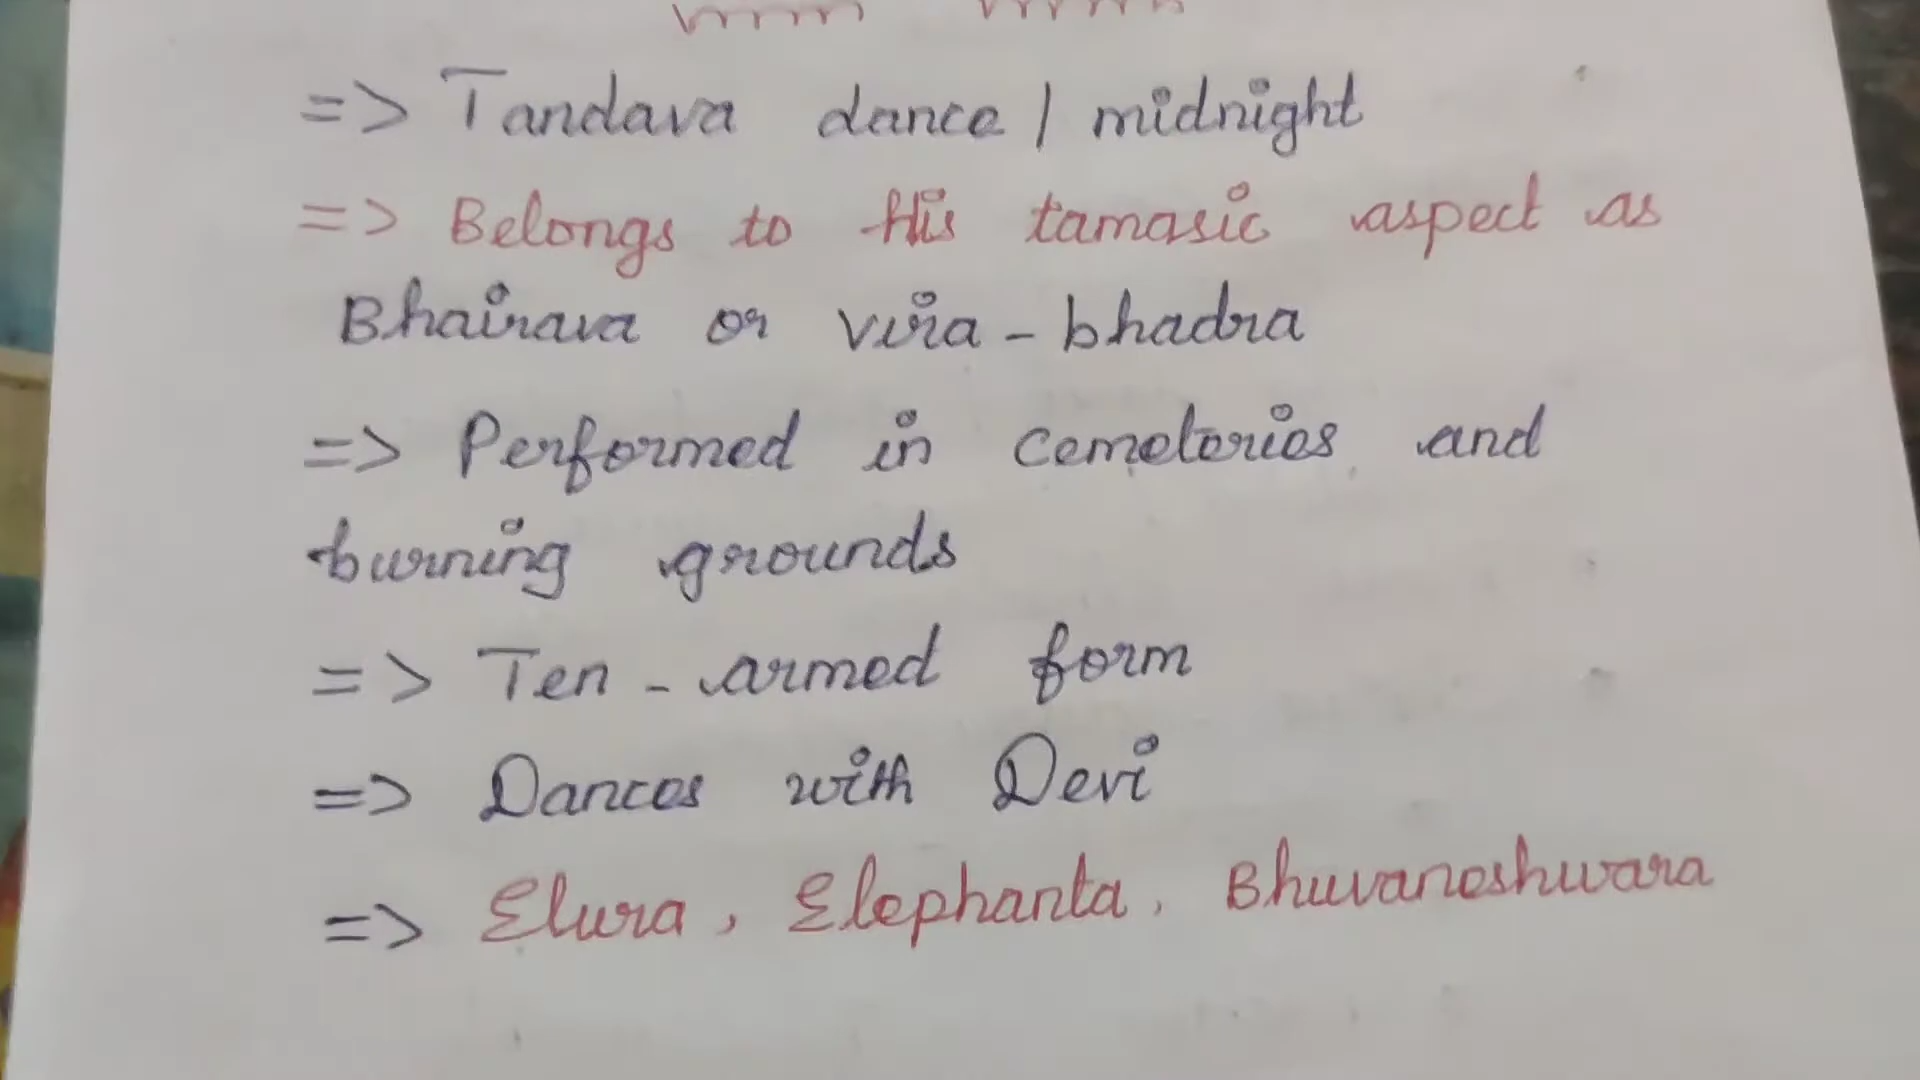 => Tandava dance / midnight
=> Belongs to His tamasic aspect as
Bhairava or Vira - bhadra
=> Performed in cemeteries and
burning grounds
=> Ten - armed form
=> Dances with Devi
=> Elura, Elephanta, Bhuvaneshwara